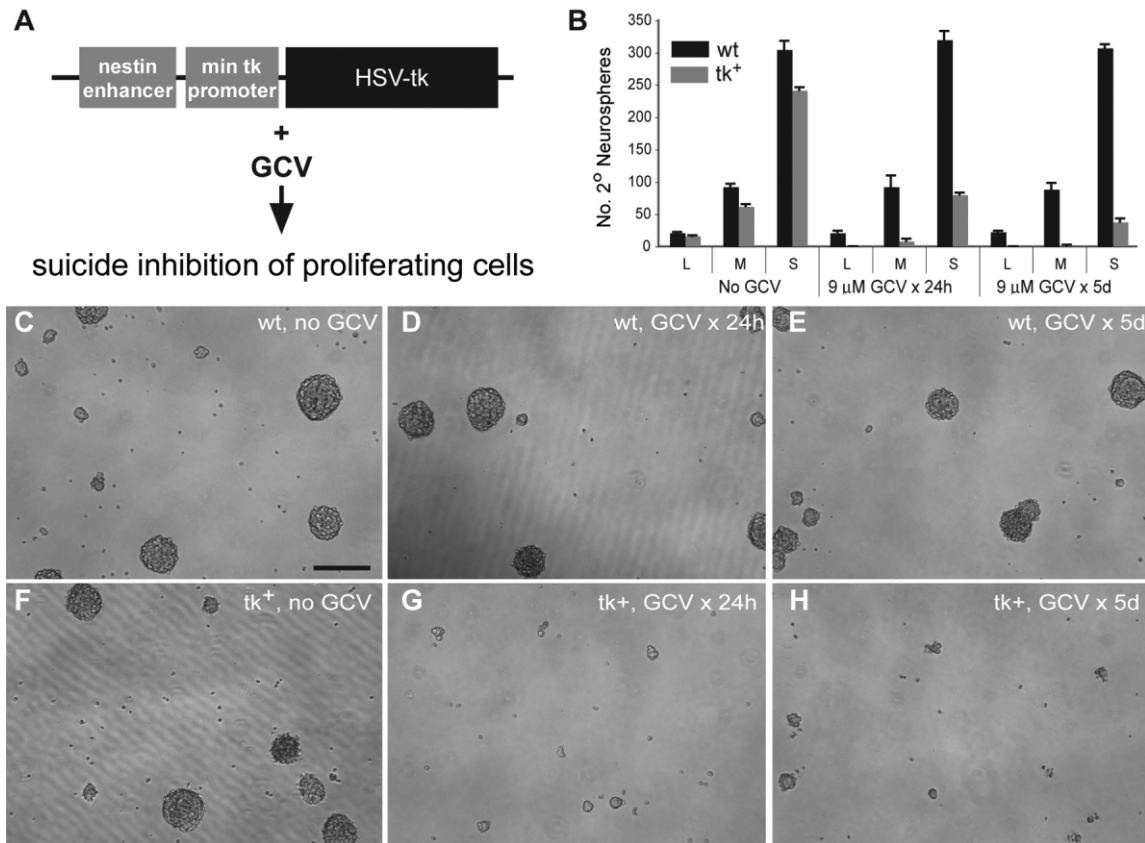 A
nestin
enhancer
min tk
promoter
HSV-tk
+
GCV
suicide inhibition of proliferating cells
B
No. 2° Neurospheres
350
300
250
200
150
100
50
0
wt
tk+
L M S L M S L M S
No GCV 9 µM GCV x 24h 9 µM GCV x 5d
C wt, no GCV
D wt, GCV x 24h
E wt, GCV x 5d
F tk+, no GCV
G tk+, GCV x 24h
H tk+, GCV x 5d